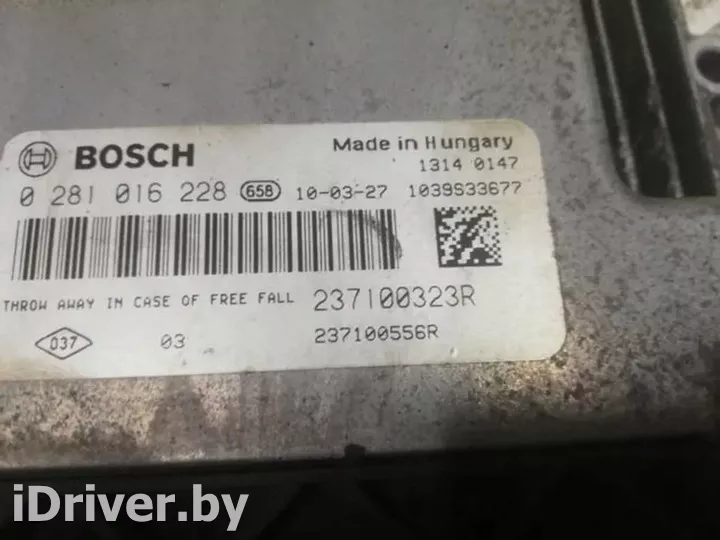 BOSCH
Made in Hungary
1314 0147
0 281 016 228 658 10-03-27 1039S33677
THROW AWAY IN CASE OF FREE FALL 237100323R
037 03 237100556R
iDriver.by